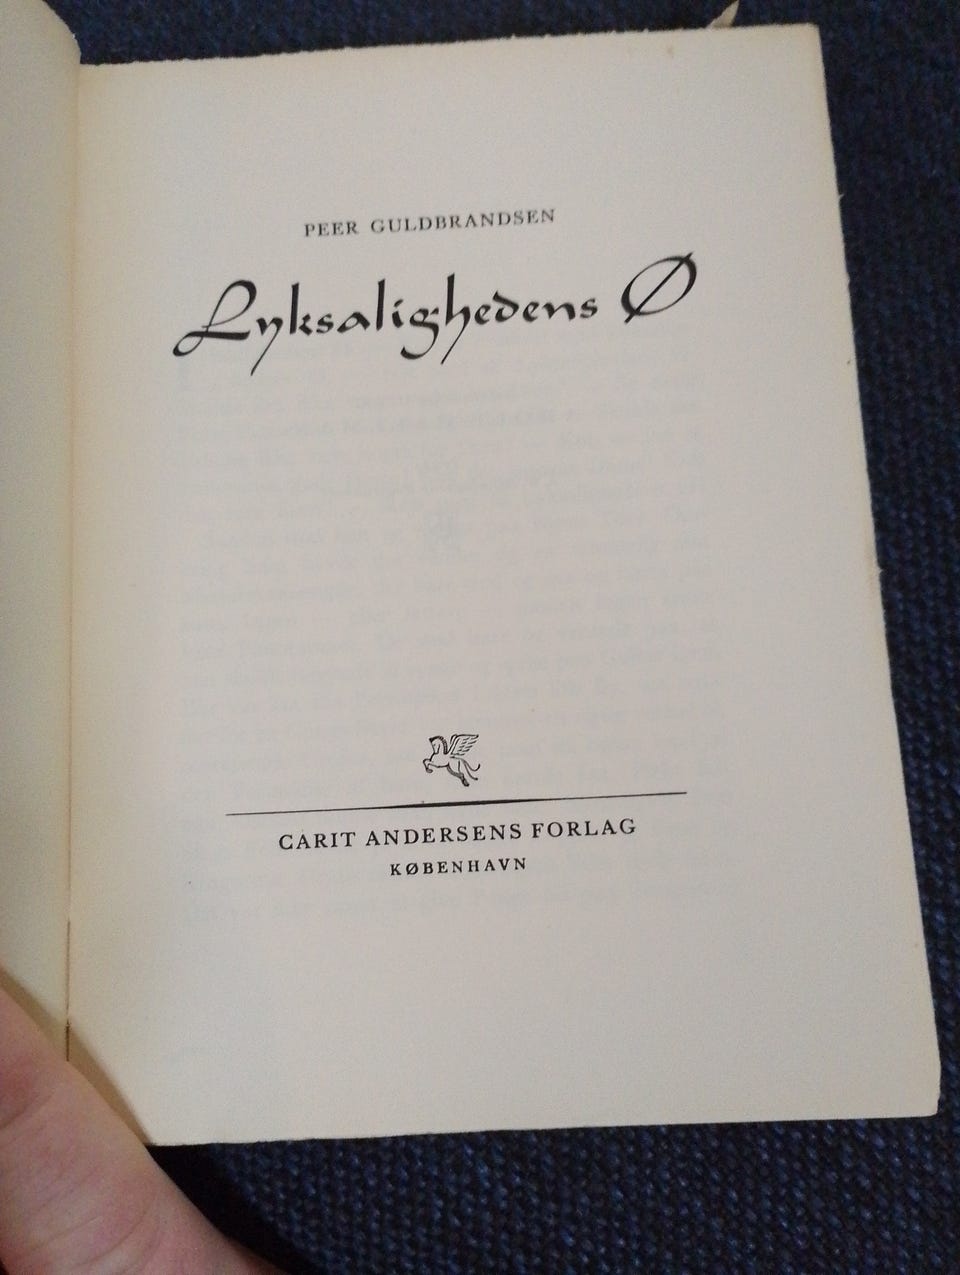 PEER GULDBRANDSEN
Lyksalighedens Ø
CARIT ANDERSENS FORLAG
KØBENHAVN